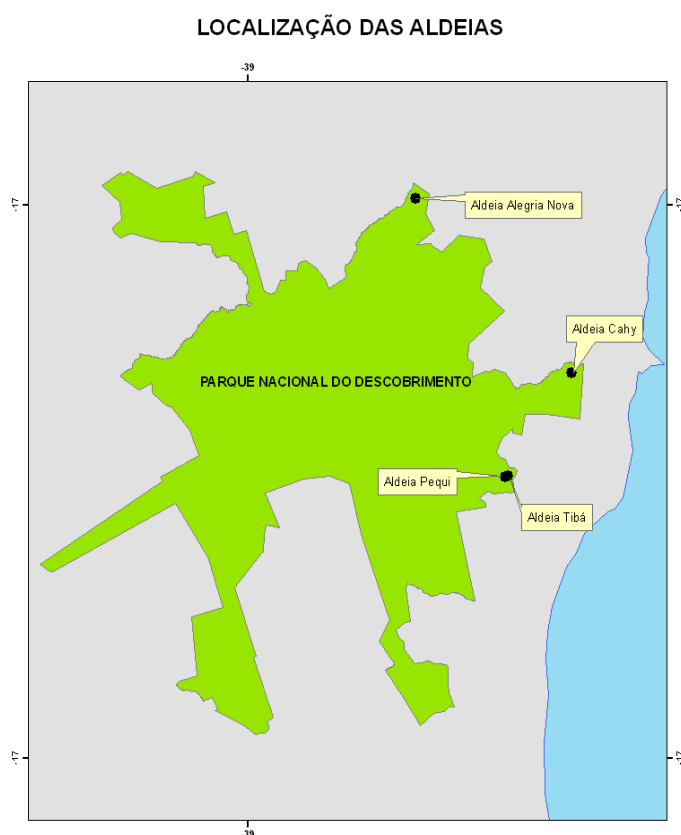 LOCALIZAÇÃO DAS ALDEIAS
-39
-17
-17
Aldeia Alegria Nova
Aldeia Cahy
PARQUE NACIONAL DO DESCOBRIMENTO
Aldeia Pequi
Aldeia Tibá
-17
-17
-39